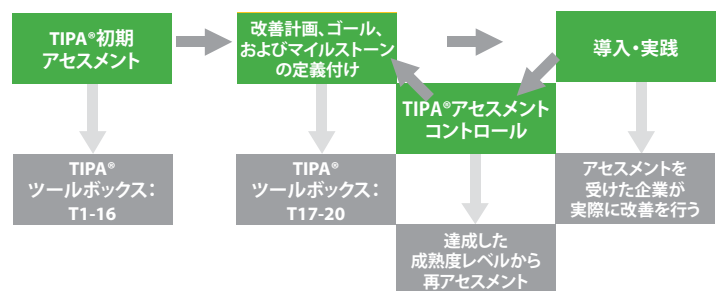 TIPA®初期
アセスメント
改善計画、ゴール、
およびマイルストーン
の定義付け
導入・実践
TIPA®アセスメント
コントロール
TIPA®
ツールボックス：
T1-16
TIPA®
ツールボックス：
T17-20
アセスメントを
受けた企業が
実際に改善を行う
達成した
成熟度レベルから
再アセスメント